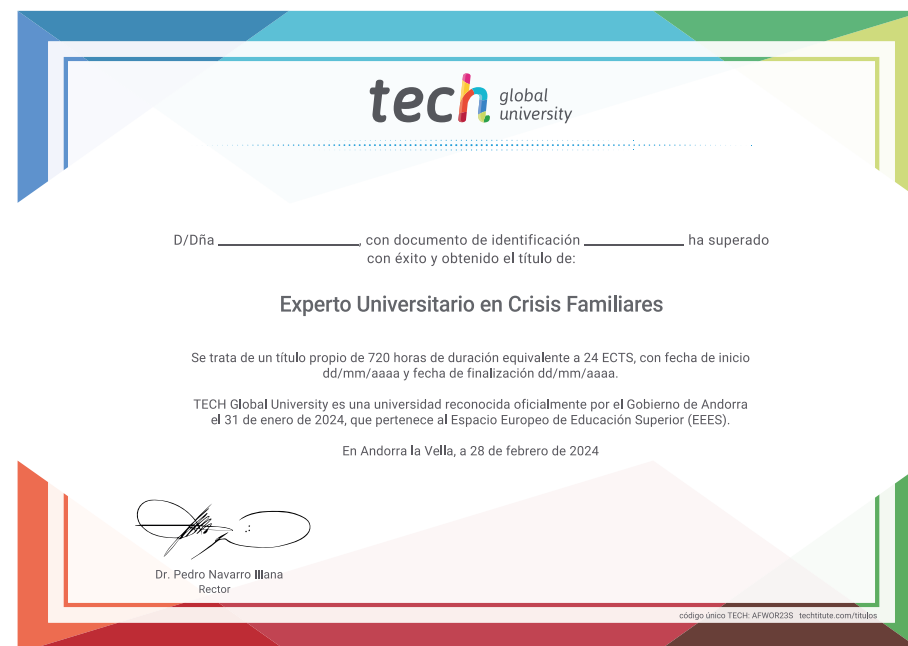 tech global university
D/Dña ____________________, con documento de identificación ______________ ha superado
con éxito y obtenido el título de:
Experto Universitario en Crisis Familiares
Se trata de un título propio de 720 horas de duración equivalente a 24 ECTS, con fecha de inicio
dd/mm/aaaa y fecha de finalización dd/mm/aaaa.
TECH Global University es una universidad reconocida oficialmente por el Gobierno de Andorra
el 31 de enero de 2024, que pertenece al Espacio Europeo de Educación Superior (EEES).
En Andorra la Vella, a 28 de febrero de 2024
Dr. Pedro Navarro Illana
Rector
código único TECH: AFWOR23S techtitute.com/titulos